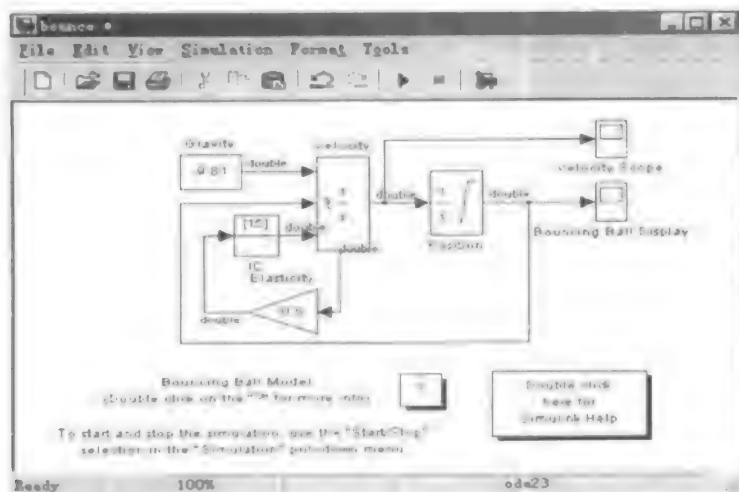 bounce *
File Edit View Simulation Format Tools
Gravity
-9.81
double
Velocity
double
double
double
double
[15]
IC
Elasticity
double
Position
Velocity Scope
Bouncing Ball Display
Bouncing Ball Model
(Double click on the "?" for more info)
?
Double click
here for
Simulink Help
To start and stop the simulation, use the "Start/Stop"
selection in the "Simulation" pulldown menu
Ready 100% ode23